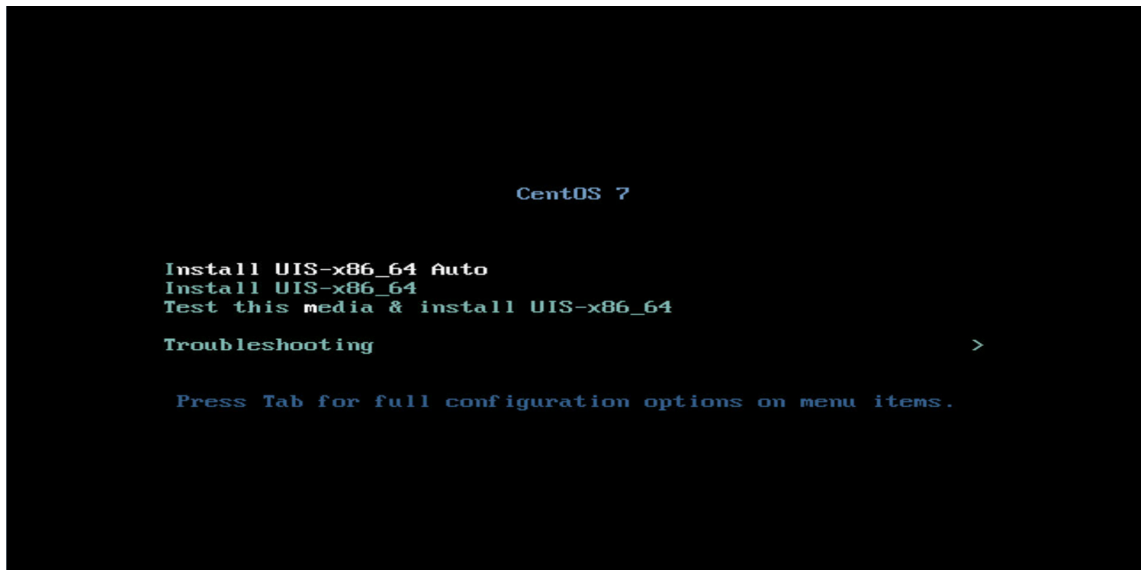 CentOS 7
Install UIS-x86_64 Auto
Install UIS-x86_64
Test this media & install UIS-x86_64
Troubleshooting >
Press Tab for full configuration options on menu items.